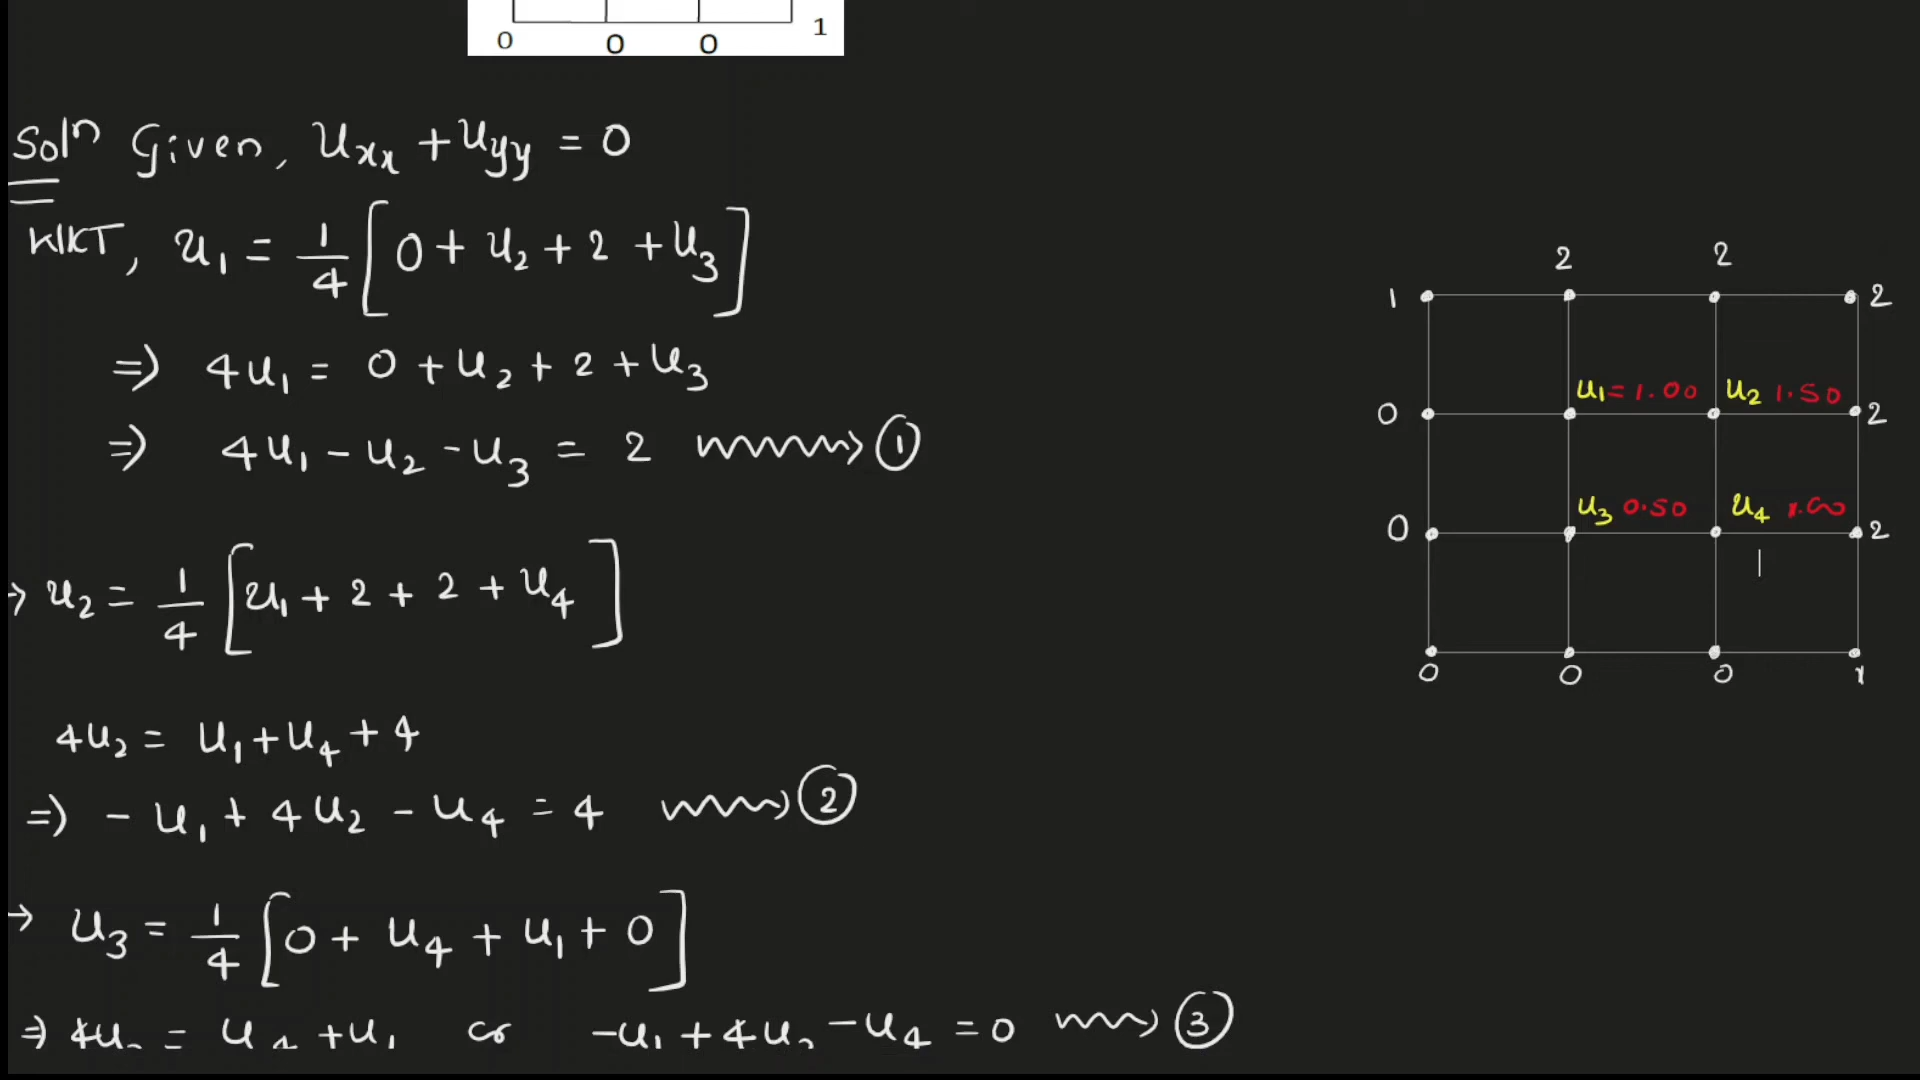 0 0 0 1
Solⁿ Given, Uxx + Uyy = 0
WKT, u₁ = 1/4 [0 + u₂ + 2 + u₃]
⇒ 4u₁ = 0 + u₂ + 2 + u₃
⇒ 4u₁ - u₂ - u₃ = 2 ⟿ ①
→ u₂ = 1/4 [u₁ + 2 + 2 + u₄]
4u₂ = u₁ + u₄ + 4
⇒ - u₁ + 4u₂ - u₄ = 4 ⟿ ②
→ u₃ = 1/4 [0 + u₄ + u₁ + 0]
⇒ 4u₃ = u₄ + u₁ or -u₁ + 4u₃ - u₄ = 0 ⟿ ③
2 2
1 2
u₁ = 1.00 u₂ 1.50
0 2
u₃ 0.50 u₄ 1.00
0 2
0 0 0 1